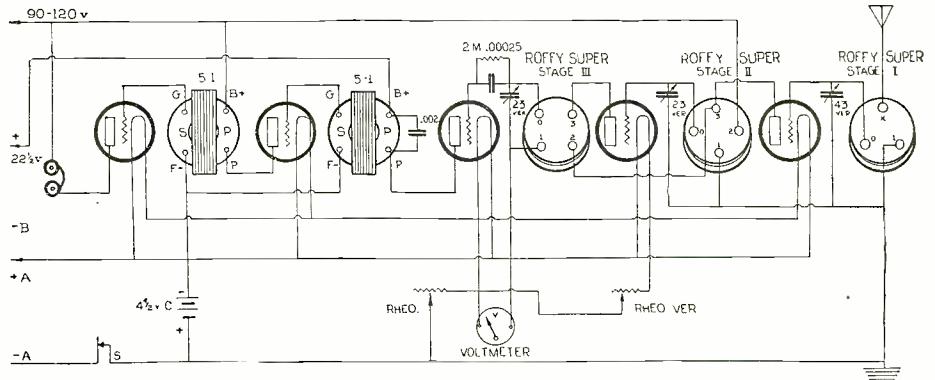 90-120 v
+
22½ v
-B
+A
-A
S
G
5·1
B+
S
P
F-
P
G
5-1
B+
S
P
.002
F-
P
2 M .00025
23
VER
ROFFY SUPER
STAGE III
0
3
1
2
23
VER
ROFFY SUPER
STAGE II
3
0
2
1
43
VER
ROFFY SUPER
STAGE I
K
0
1
-
4½ v C
+
RHEO.
V
VOLTMETER
RHEO VER